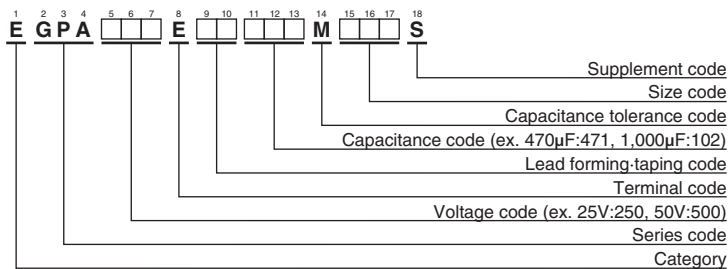 1 2 3 4 5 6 7 8 9 10 11 12 13 14 15 16 17 18
E G P A E M S
Supplement code
Size code
Capacitance tolerance code
Capacitance code (ex. 470µF:471, 1,000µF:102)
Lead forming·taping code
Terminal code
Voltage code (ex. 25V:250, 50V:500)
Series code
Category